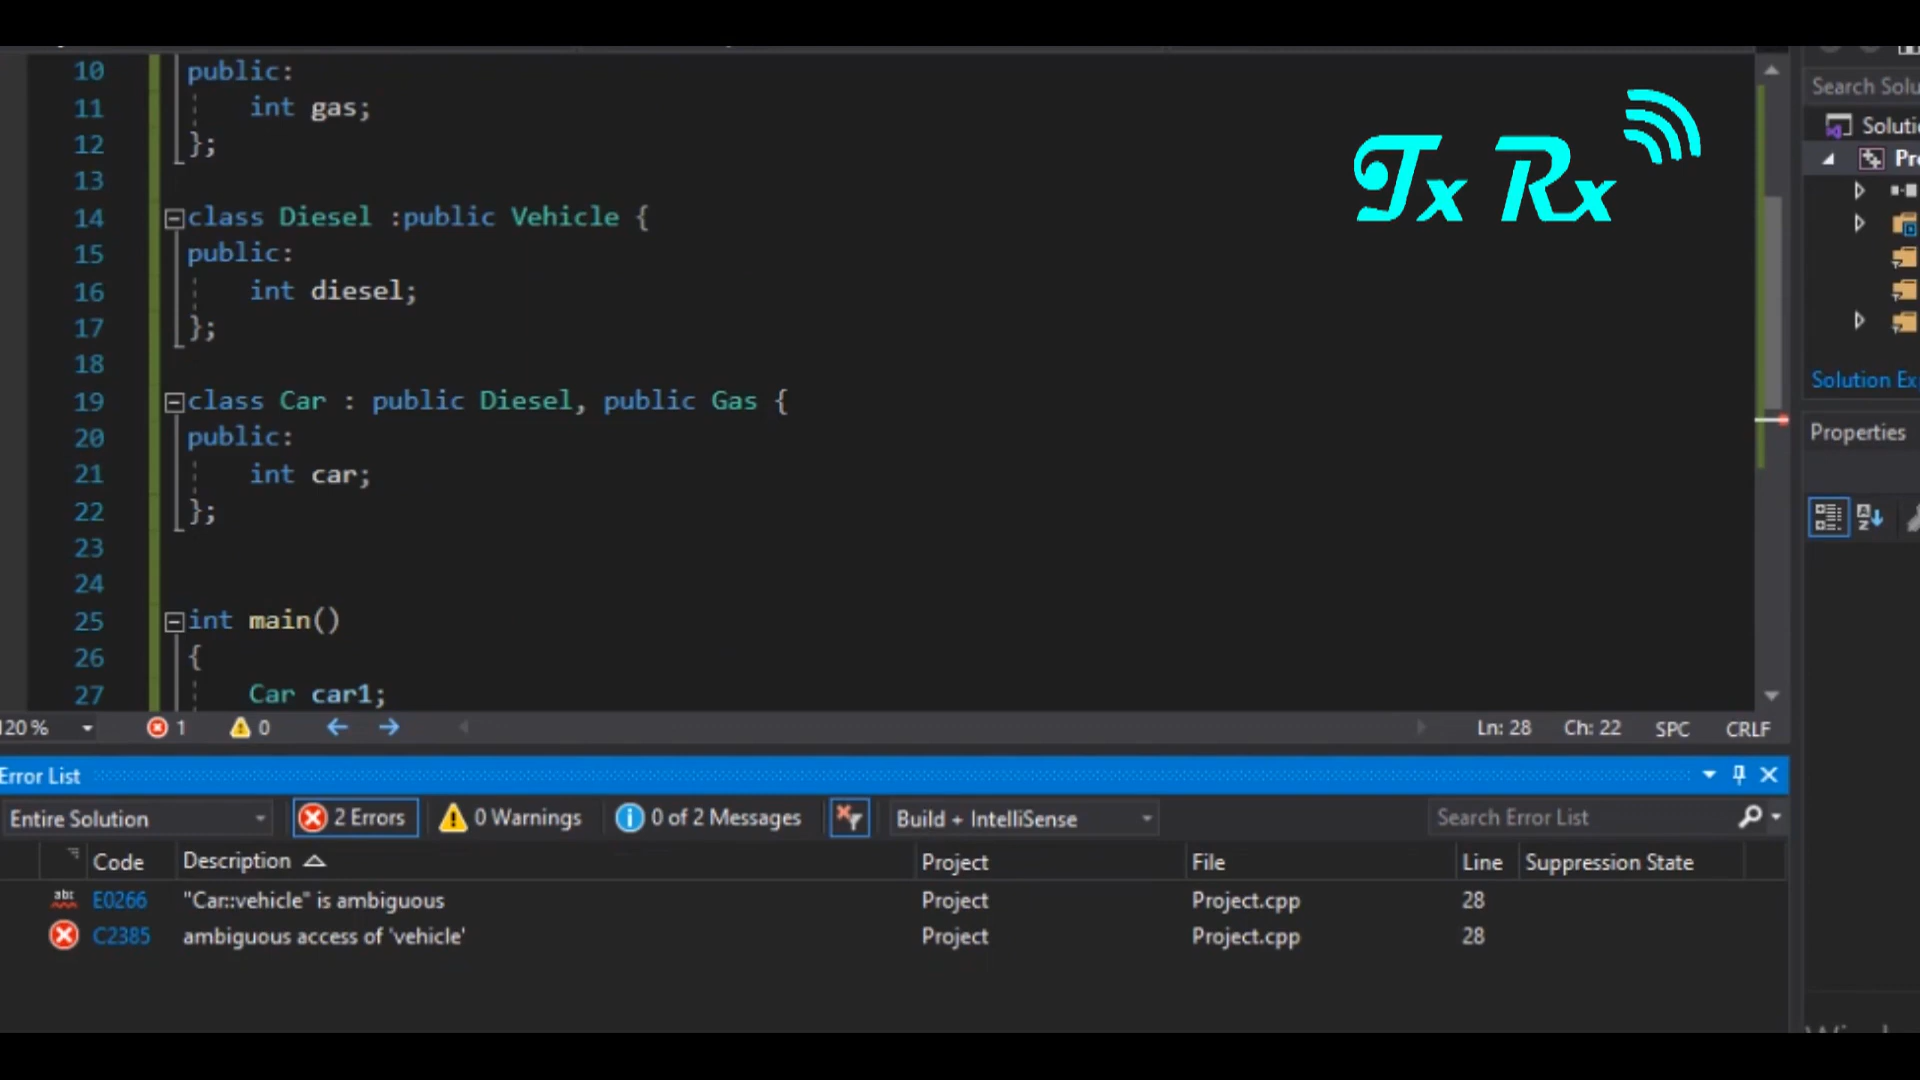 10 public:
11 int gas;
12 };
13
14 class Diesel :public Vehicle {
15 public:
16 int diesel;
17 };
18
19 class Car : public Diesel, public Gas {
20 public:
21 int car;
22 };
23
24
25 int main()
26 {
27 Car car1;
Tx Rx
Search Solu
Soluti
Pro
Solution Ex
Properties
120 % 1 0 Ln: 28 Ch: 22 SPC CRLF
Error List
Entire Solution 2 Errors 0 Warnings 0 of 2 Messages Build + IntelliSense Search Error List
Code Description Project File Line Suppression State
abc E0266 "Car::vehicle" is ambiguous Project Project.cpp 28
C2385 ambiguous access of 'vehicle' Project Project.cpp 28